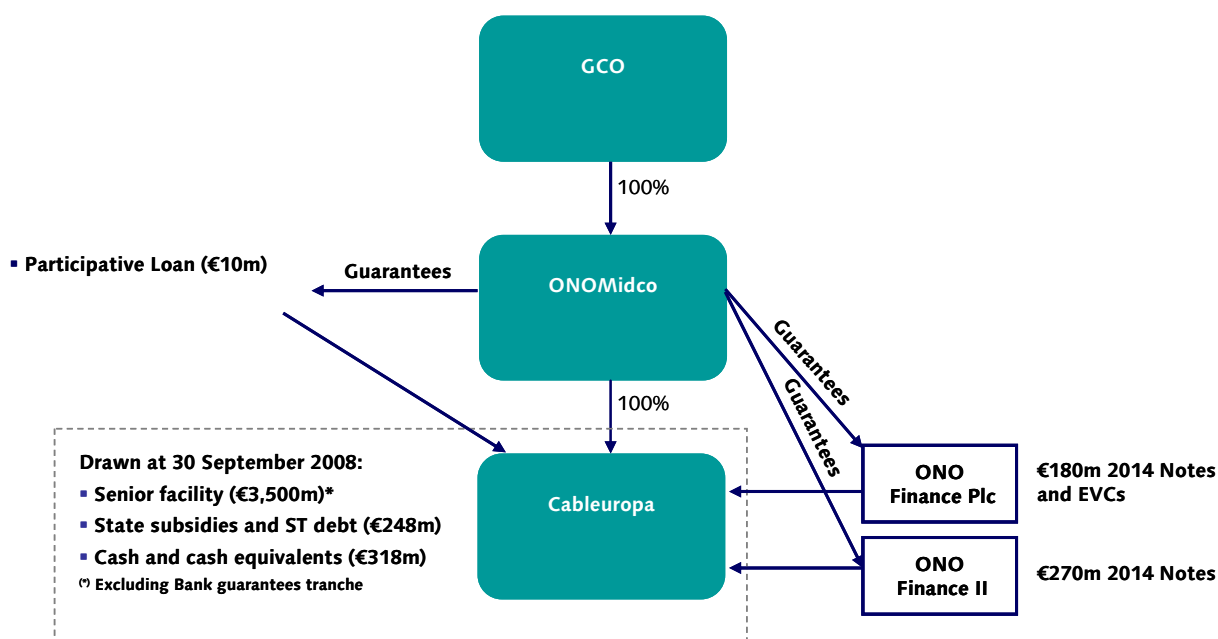 GCO
100%
▪ Participative Loan (€10m)
Guarantees
ONOMidco
Guarantees
Guarantees
100%
Drawn at 30 September 2008:
▪ Senior facility (€3,500m)*
▪ State subsidies and ST debt (€248m)
▪ Cash and cash equivalents (€318m)
(*) Excluding Bank guarantees tranche
Cableuropa
ONO
Finance Plc
€180m 2014 Notes
and EVCs
ONO
Finance II
€270m 2014 Notes